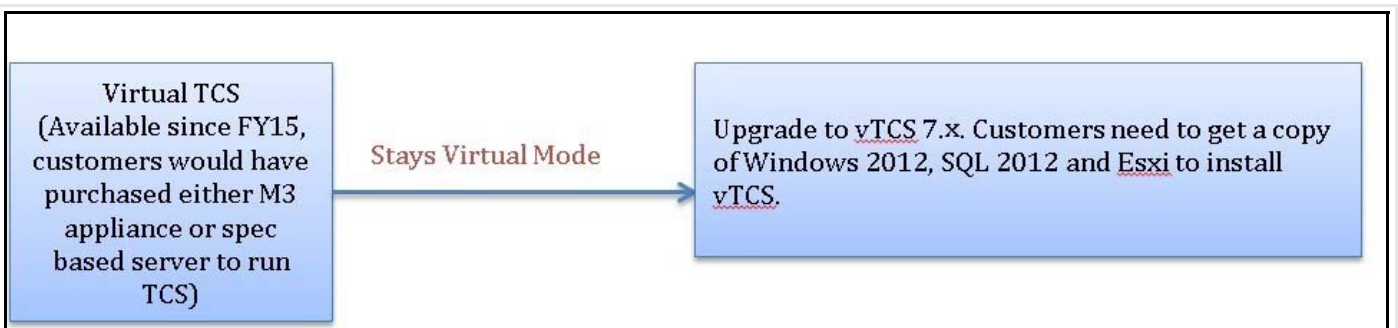 Virtual TCS
(Available since FY15,
customers would have
purchased either M3
appliance or spec
based server to run
TCS)
Stays Virtual Mode
Upgrade to vTCS 7.x. Customers need to get a copy
of Windows 2012, SQL 2012 and Esxi to install
vTCS.